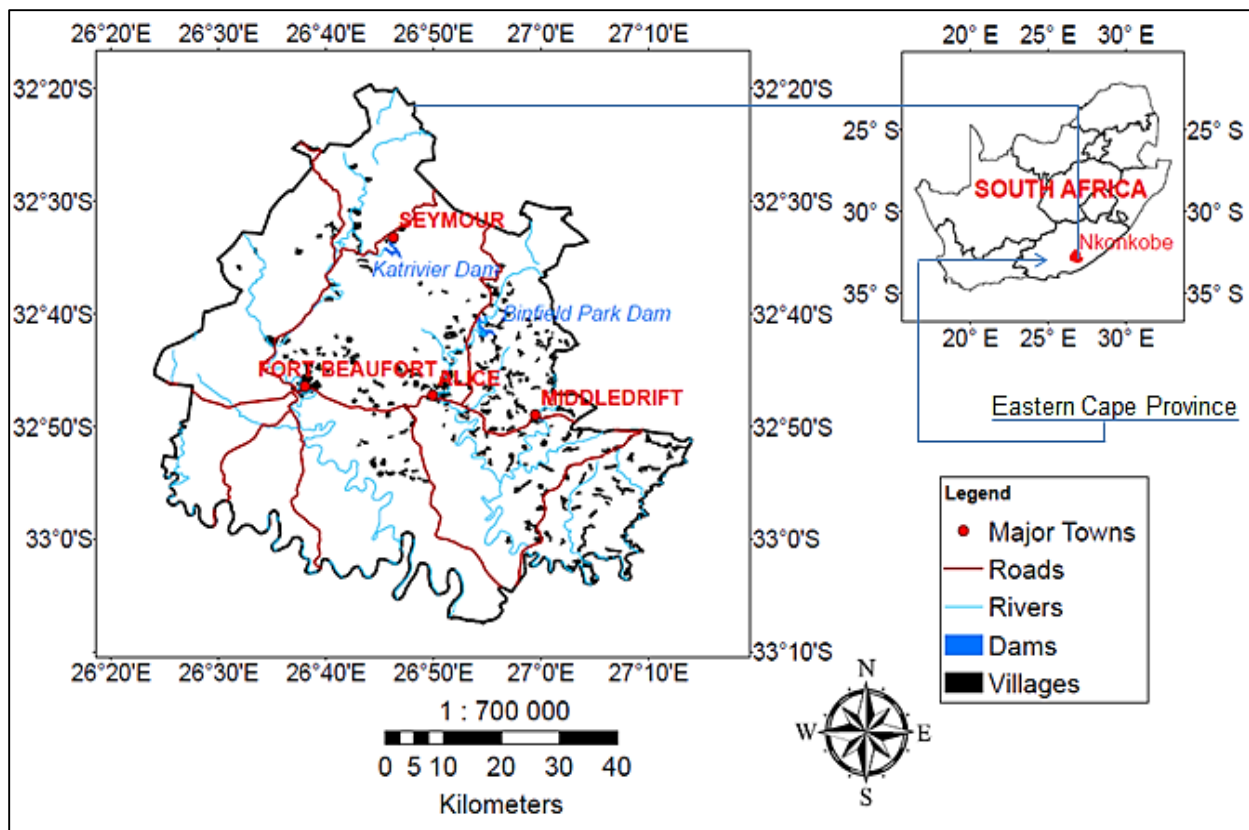 26°20'E 26°30'E 26°40'E 26°50'E 27°0'E 27°10'E
32°20'S
32°30'S
32°40'S
32°50'S
33°0'S
32°20'S
32°30'S
32°40'S
32°50'S
33°0'S
33°10'S
26°20'E 26°30'E 26°40'E 26°50'E 27°0'E 27°10'E
SEYMOUR
Katrivier Dam
Binfield Park Dam
FORT BEAUFORT
ALICE
MIDDLEDRIFT
1 : 700 000
0 5 10 20 30 40
Kilometers
20° E 25° E 30° E
25° S
30° S
35° S
25° S
30° S
35° S
20° E 25° E 30° E
SOUTH AFRICA
Nkonkobe
Eastern Cape Province
Legend
Major Towns
Roads
Rivers
Dams
Villages
N
W E
S